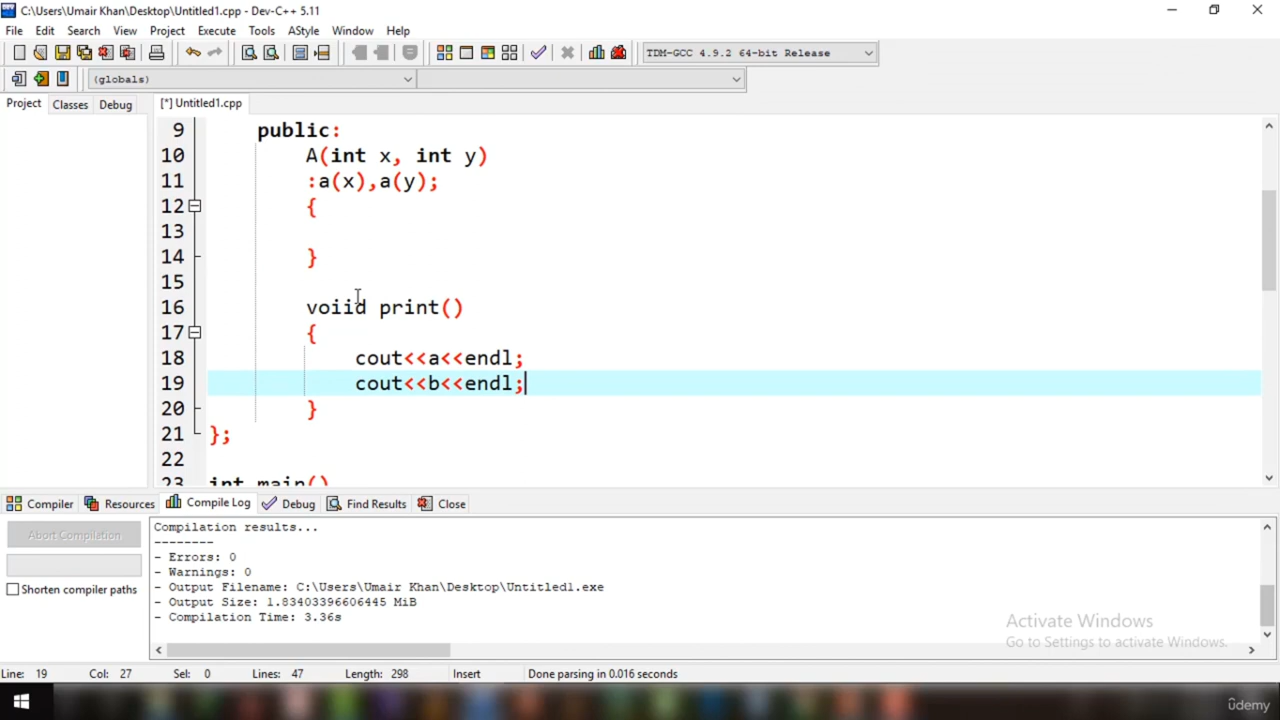 C:\Users\Umair Khan\Desktop\Untitled1.cpp - Dev-C++ 5.11
File Edit Search View Project Execute Tools AStyle Window Help
TDM-GCC 4.9.2 64-bit Release
(globals)
Project Classes Debug [*] Untitled1.cpp
9 public:
10 A(int x, int y)
11 :a(x),a(y);
12 {
13
14 }
15
16 voiid print()
17 {
18 cout<<a<<endl;
19 cout<<b<<endl;
20 }
21 };
22
23 int main()
Compiler Resources Compile Log Debug Find Results Close
Abort Compilation
Shorten compiler paths
Compilation results...
--------
- Errors: 0
- Warnings: 0
- Output Filename: C:\Users\Umair Khan\Desktop\Untitled1.exe
- Output Size: 1.83403396606445 MiB
- Compilation Time: 3.36s
Activate Windows
Go to Settings to activate Windows.
Line: 19 Col: 27 Sel: 0 Lines: 47 Length: 298 Insert Done parsing in 0.016 seconds
ûdemy